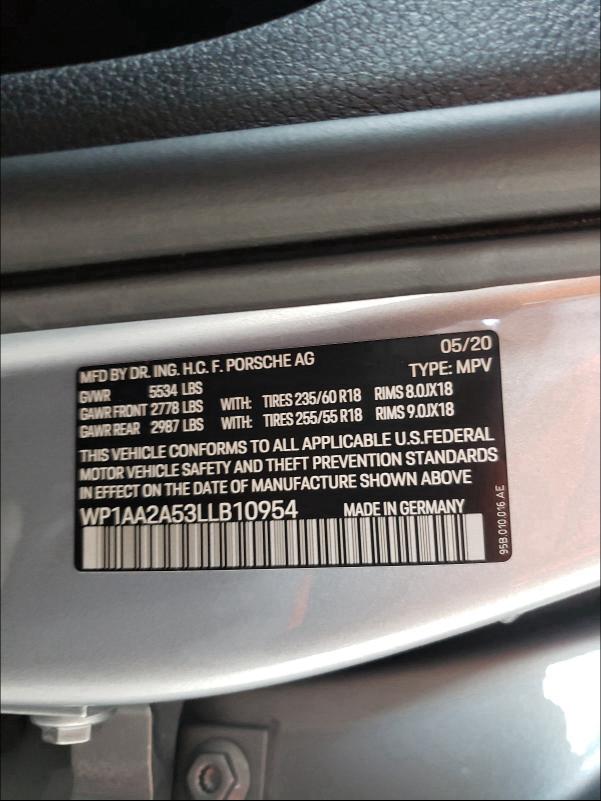 MFD BY DR. ING. H.C. F. PORSCHE AG 05/20
GVWR 5534 LBS TYPE: MPV
GAWR FRONT 2778 LBS WITH: TIRES 235/60 R18 RIMS 8.0JX18
GAWR REAR 2987 LBS WITH: TIRES 255/55 R18 RIMS 9.0JX18
THIS VEHICLE CONFORMS TO ALL APPLICABLE U.S.FEDERAL
MOTOR VEHICLE SAFETY AND THEFT PREVENTION STANDARDS
IN EFFECT ON THE DATE OF MANUFACTURE SHOWN ABOVE
WP1AA2A53LLB10954 MADE IN GERMANY
95B.010.016 AE